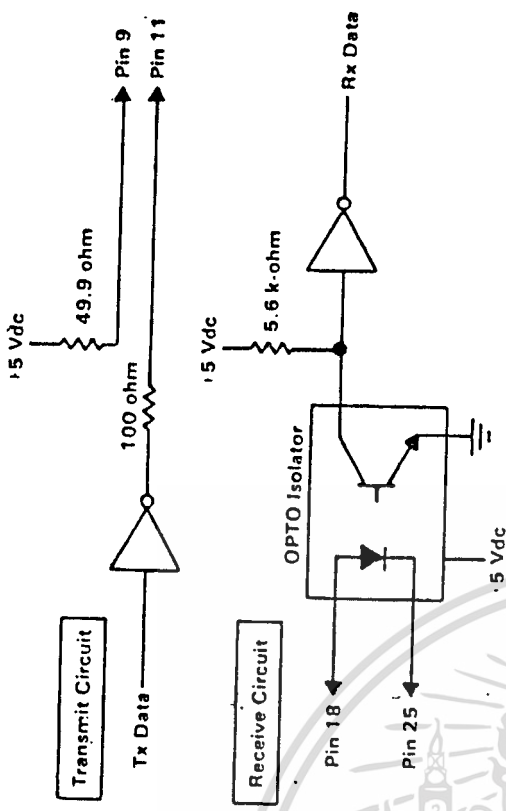 Transmit Circuit
+5 Vdc
49.9 ohm
Pin 9
100 ohm
Pin 11
Tx Data
Receive Circuit
+5 Vdc
5.6 k-ohm
OPTO Isolator
Rx Data
Pin 18
Pin 25
+5 Vdc